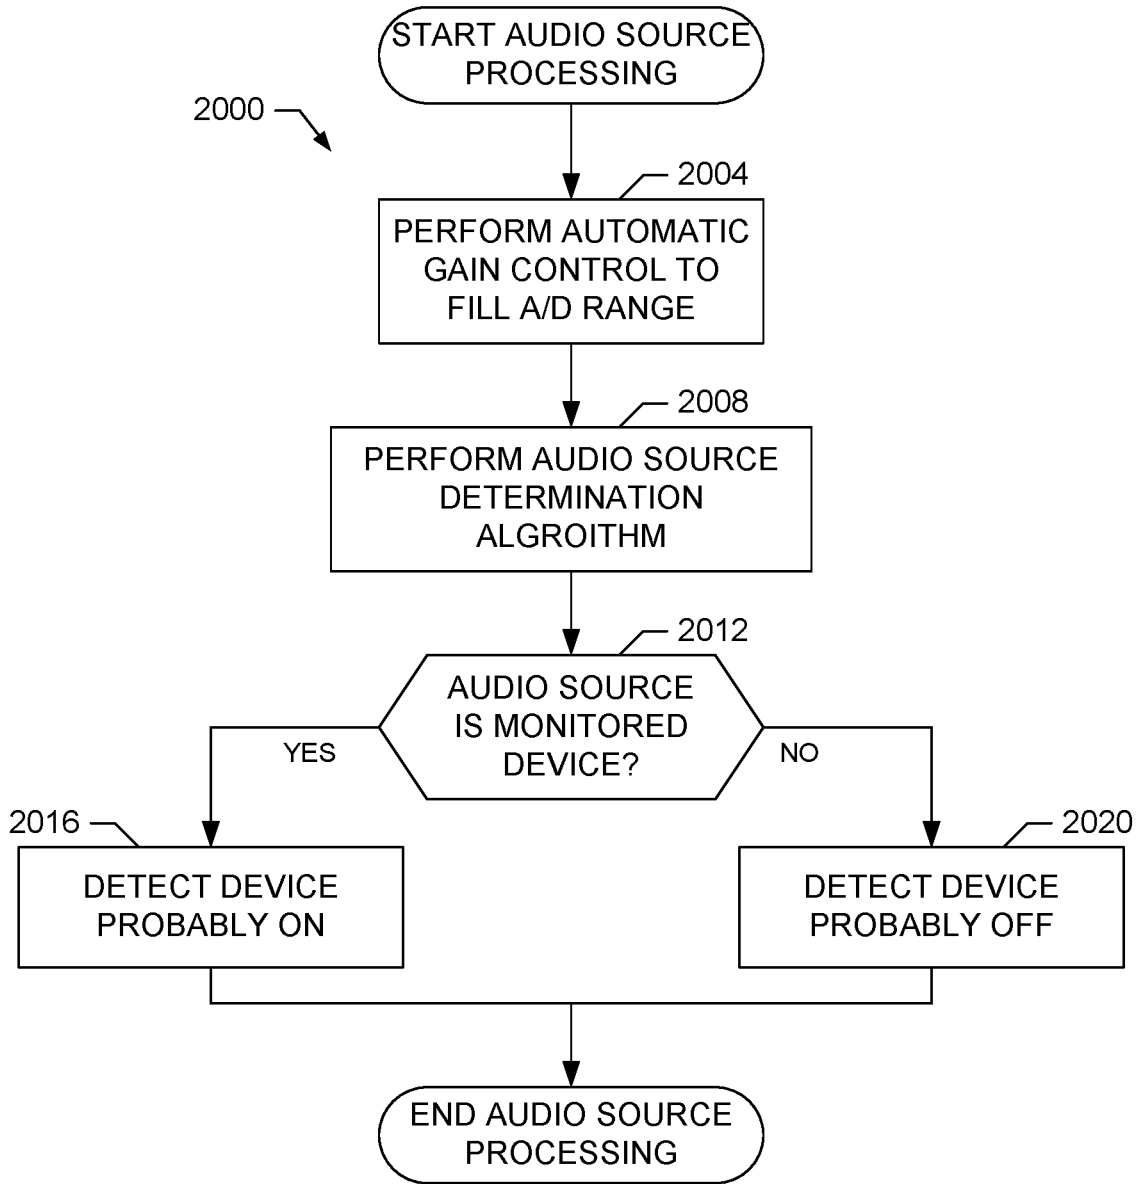 START AUDIO SOURCE
PROCESSING
2000
2004
PERFORM AUTOMATIC
GAIN CONTROL TO
FILL A/D RANGE
2008
PERFORM AUDIO SOURCE
DETERMINATION
ALGROITHM
2012
AUDIO SOURCE
IS MONITORED
DEVICE?
YES
NO
2016
DETECT DEVICE
PROBABLY ON
2020
DETECT DEVICE
PROBABLY OFF
END AUDIO SOURCE
PROCESSING